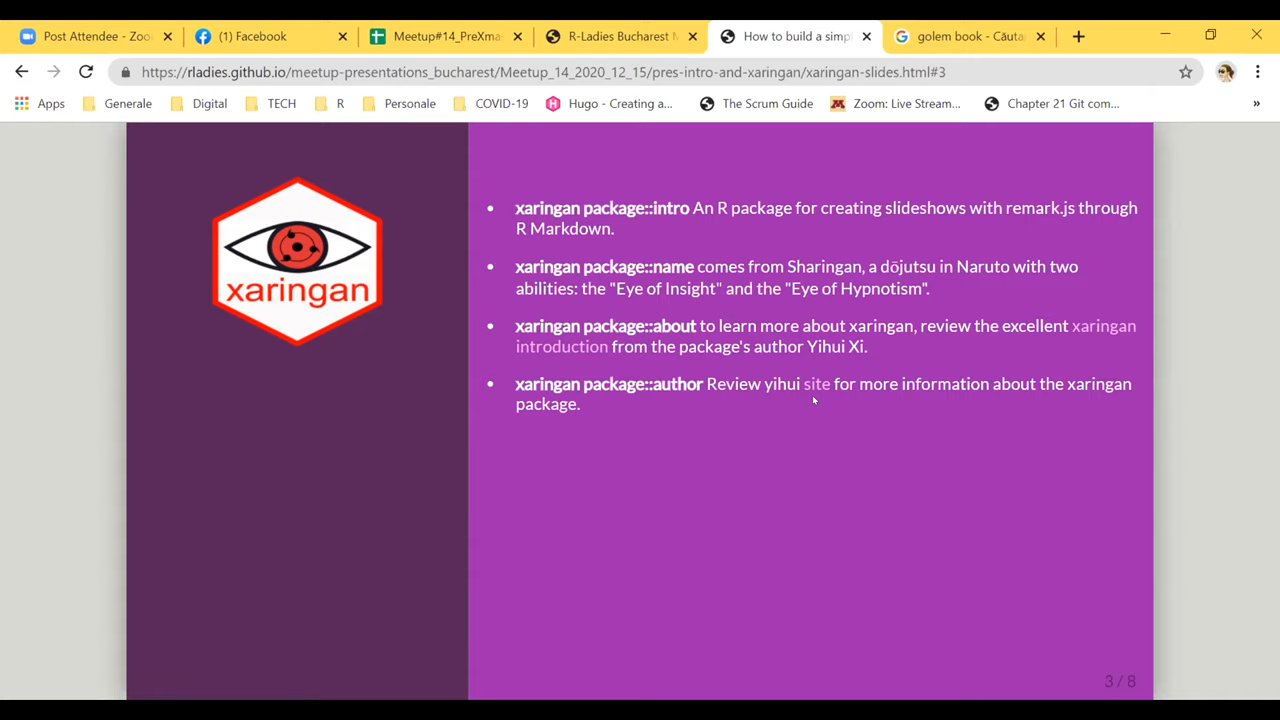 Post Attendee - Zoo
(1) Facebook
Meetup#14_PreXma
R-Ladies Bucharest M
How to build a simpl
golem book - Căuta
https://rladies.github.io/meetup-presentations_bucharest/Meetup_14_2020_12_15/pres-intro-and-xaringan/xaringan-slides.html#3
Apps
Generale
Digital
TECH
R
Personale
COVID-19
Hugo - Creating a...
The Scrum Guide
Zoom: Live Stream...
Chapter 21 Git com...
»
xaringan
• xaringan package::intro An R package for creating slideshows with remark.js through
R Markdown.
• xaringan package::name comes from Sharingan, a dōjutsu in Naruto with two
abilities: the "Eye of Insight" and the "Eye of Hypnotism".
• xaringan package::about to learn more about xaringan, review the excellent xaringan
introduction from the package's author Yihui Xi.
• xaringan package::author Review yihui site for more information about the xaringan
package.
3 / 8